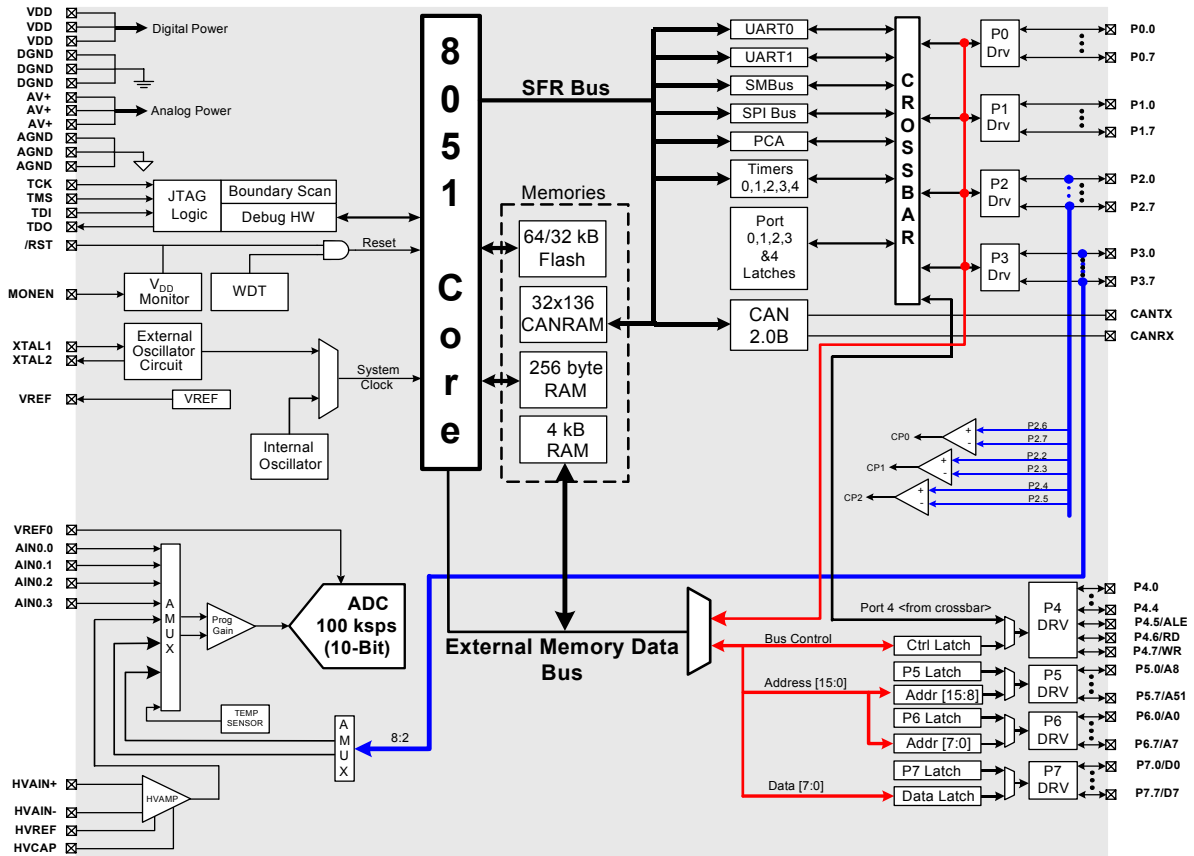 VDD
VDD
VDD
DGND
DGND
DGND
AV+
AV+
AV+
AGND
AGND
AGND
Digital Power
Analog Power
TCK
TMS
TDI
TDO
/RST
MONEN
XTAL1
XTAL2
VREF
JTAG
Logic
Boundary Scan
Debug HW
Reset
VDD
Monitor
WDT
External
Oscillator
Circuit
VREF
System
Clock
Internal
Oscillator
8
0
5
1
C
o
r
e
SFR Bus
Memories
64/32 kB
Flash
32x136
CANRAM
256 byte
RAM
4 kB
RAM
UART0
UART1
SMBus
SPI Bus
PCA
Timers
0,1,2,3,4
Port
0,1,2,3
&4
Latches
CAN
2.0B
C
R
O
S
S
B
A
R
P0
Drv
P1
Drv
P2
Drv
P3
Drv
P0.0
P0.7
P1.0
P1.7
P2.0
P2.7
P3.0
P3.7
CANTX
CANRX
CP0
+
-
P2.6
P2.7
CP1
+
-
P2.2
P2.3
CP2
+
-
P2.4
P2.5
VREF0
AIN0.0
AIN0.1
AIN0.2
AIN0.3
A
M
U
X
Prog
Gain
ADC
100 ksps
(10-Bit)
TEMP
SENSOR
A
M
U
X
8:2
HVAIN+
HVAIN-
HVREF
HVCAP
HVAMP
External Memory Data
Bus
Port 4 <from crossbar>
Bus Control
Address [15:0]
Data [7:0]
Ctrl Latch
P5 Latch
Addr [15:8]
P6 Latch
Addr [7:0]
P7 Latch
Data Latch
P4
DRV
P5
DRV
P6
DRV
P7
DRV
P4.0
P4.4
P4.5/ALE
P4.6/RD
P4.7/WR
P5.0/A8
P5.7/A51
P6.0/A0
P6.7/A7
P7.0/D0
P7.7/D7